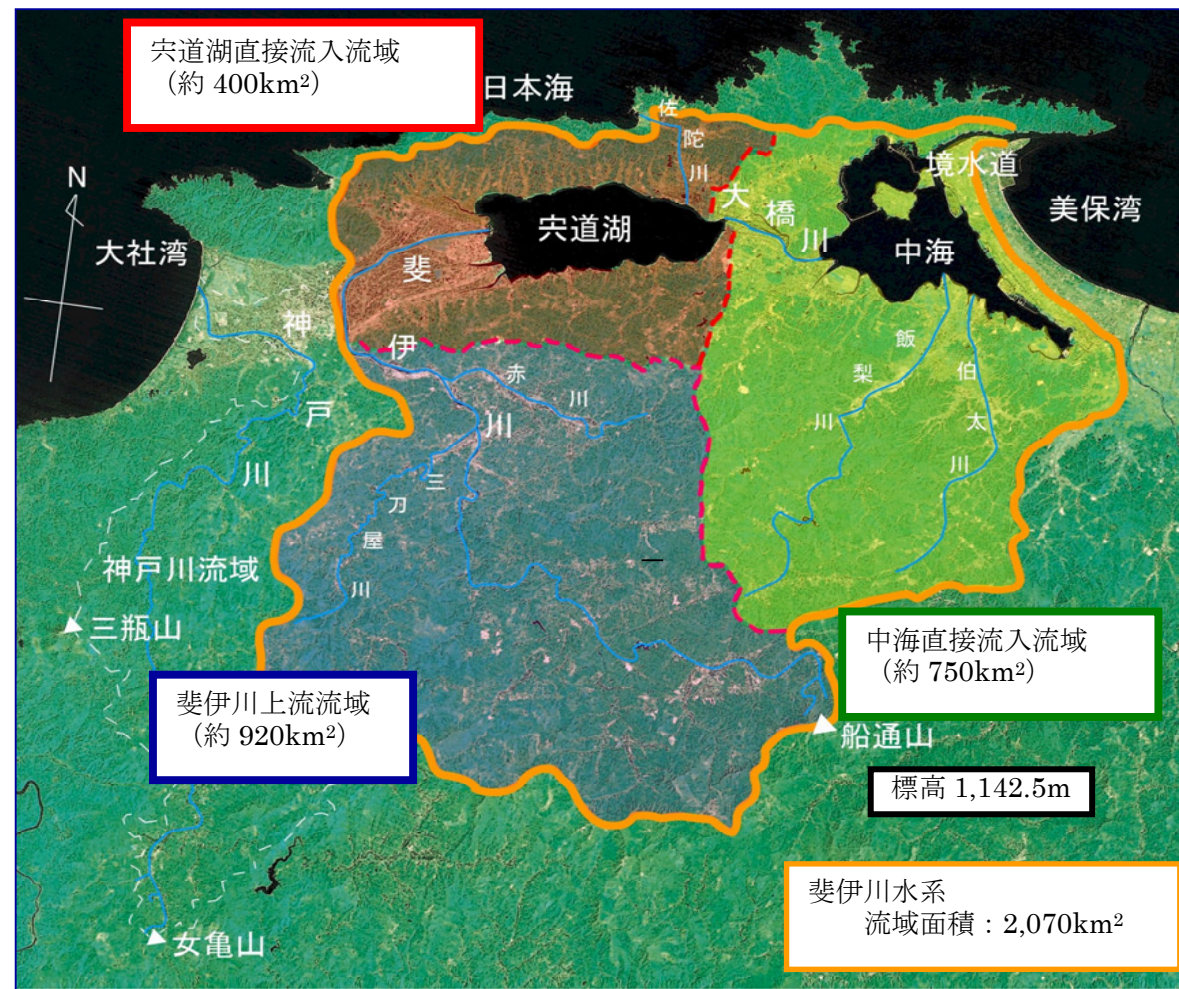 宍道湖直接流入流域
（約 400km²）
日本海
佐陀川
境水道
美保湾
N
大社湾
宍道湖
大橋川
中海
斐伊川
神戸川
赤川
飯梨川
伯太川
三刀屋川
神戸川流域
三瓶山
中海直接流入流域
（約 750km²）
斐伊川上流流域
（約 920km²）
船通山
標高 1,142.5m
斐伊川水系
流域面積：2,070km²
女亀山